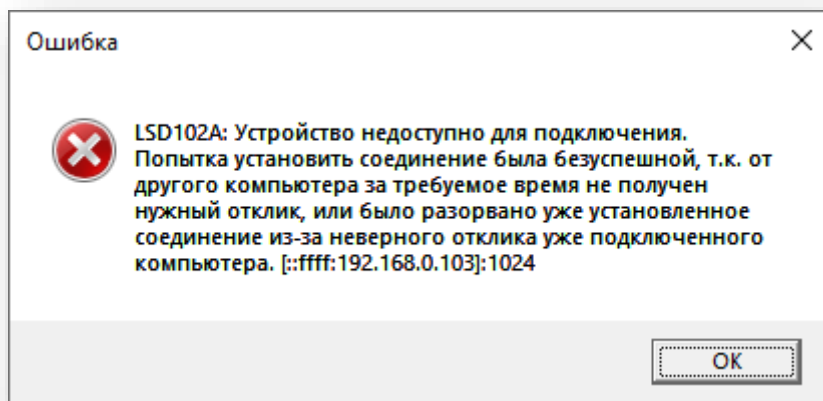 Ошибка
LSD102A: Устройство недоступно для подключения.
Попытка установить соединение была безуспешной, т.к. от
другого компьютера за требуемое время не получен
нужный отклик, или было разорвано уже установленное
соединение из-за неверного отклика уже подключенного
компьютера. [::ffff:192.168.0.103]:1024
OK